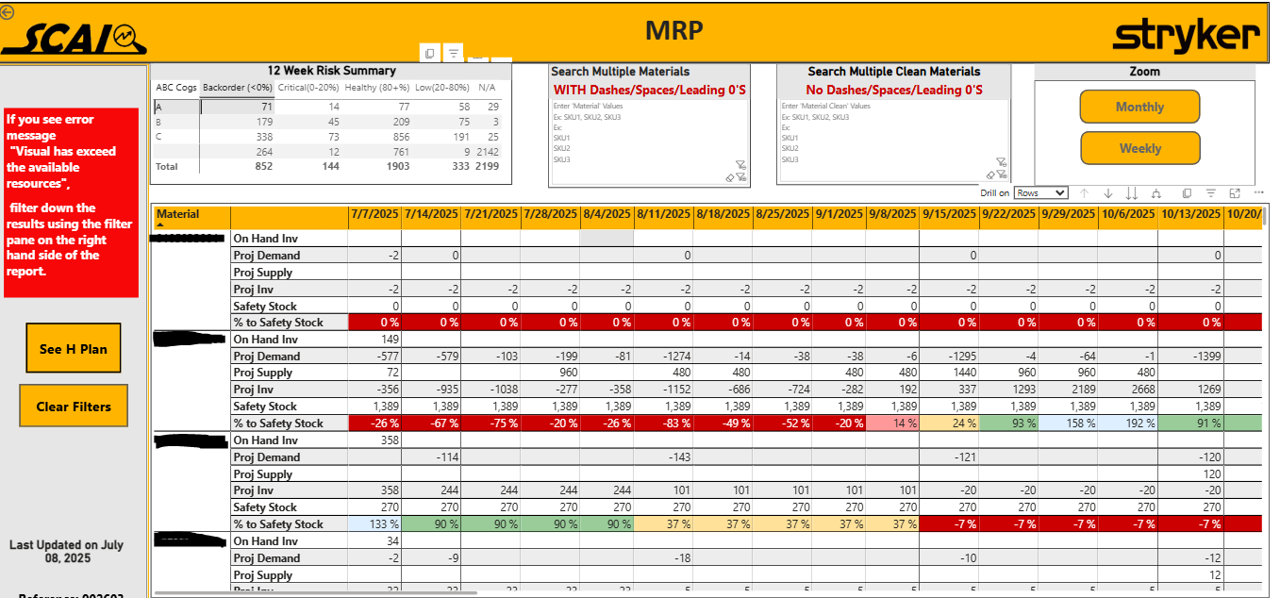 SCAI
MRP
stryker
12 Week Risk Summary
ABC Cogs Backorder (<0%) Critical(0-20%) Healthy (80+%) Low(20-80%) N/A
A 71 14 77 58 29
B 179 45 209 75 3
C 338 73 856 191 25
264 12 761 9 2142
Total 852 144 1903 333 2199
Search Multiple Materials
WITH Dashes/Spaces/Leading 0'S
Enter 'Material' Values
Ex: SKU1, SKU2, SKU3
Ex:
SKU1
SKU2
SKU3
Search Multiple Clean Materials
No Dashes/Spaces/Leading 0'S
Enter 'Material Clean' Values
Ex: SKU1, SKU2, SKU3
Ex:
SKU1
SKU2
SKU3
Zoom
Monthly
Weekly
If you see error
message
"Visual has exceed
the available
resources",
filter down the
results using the filter
pane on the right
hand side of the
report.
See H Plan
Clear Filters
Last Updated on July
08, 2025
Drill on Rows
Material 7/7/2025 7/14/2025 7/21/2025 7/28/2025 8/4/2025 8/11/2025 8/18/2025 8/25/2025 9/1/2025 9/8/2025 9/15/2025 9/22/2025 9/29/2025 10/6/2025 10/13/2025 10/20/
On Hand Inv
Proj Demand -2 0 0 0 0
Proj Supply
Proj Inv -2 -2 -2 -2 -2 -2 -2 -2 -2 -2 -2 -2 -2 -2 -2
Safety Stock 0 0 0 0 0 0 0 0 0 0 0 0 0 0 0
% to Safety Stock 0 % 0 % 0 % 0 % 0 % 0 % 0 % 0 % 0 % 0 % 0 % 0 % 0 % 0 % 0 %
On Hand Inv 149
Proj Demand -577 -579 -103 -199 -81 -1274 -14 -38 -38 -6 -1295 -4 -64 -1 -1399
Proj Supply 72 960 480 480 480 480 1440 960 960 480
Proj Inv -356 -935 -1038 -277 -358 -1152 -686 -724 -282 192 337 1293 2189 2668 1269
Safety Stock 1,389 1,389 1,389 1,389 1,389 1,389 1,389 1,389 1,389 1,389 1,389 1,389 1,389 1,389 1,389
% to Safety Stock -26 % -67 % -75 % -20 % -26 % -83 % -49 % -52 % -20 % 14 % 24 % 93 % 158 % 192 % 91 %
On Hand Inv 358
Proj Demand -114 -143 -121 -120
Proj Supply 120
Proj Inv 358 244 244 244 244 101 101 101 101 101 -20 -20 -20 -20 -20
Safety Stock 270 270 270 270 270 270 270 270 270 270 270 270 270 270 270
% to Safety Stock 133 % 90 % 90 % 90 % 90 % 37 % 37 % 37 % 37 % 37 % -7 % -7 % -7 % -7 % -7 %
On Hand Inv 34
Proj Demand -2 -9 -18 -10 -12
Proj Supply 12